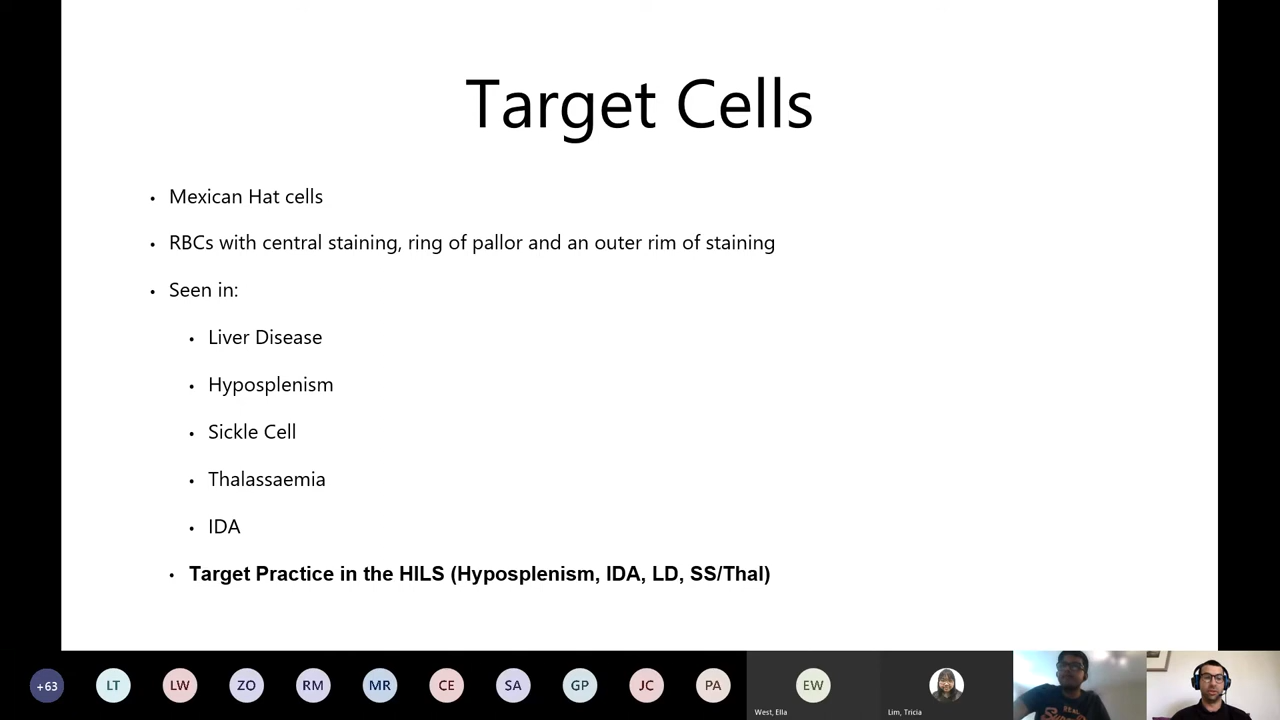 Target Cells
• Mexican Hat cells
• RBCs with central staining, ring of pallor and an outer rim of staining
• Seen in:
• Liver Disease
• Hyposplenism
• Sickle Cell
• Thalassaemia
• IDA
• Target Practice in the HILS (Hyposplenism, IDA, LD, SS/Thal)
+63 LT LW ZO RM MR CE SA GP JC PA EW
West, Ella Lim, Tricia